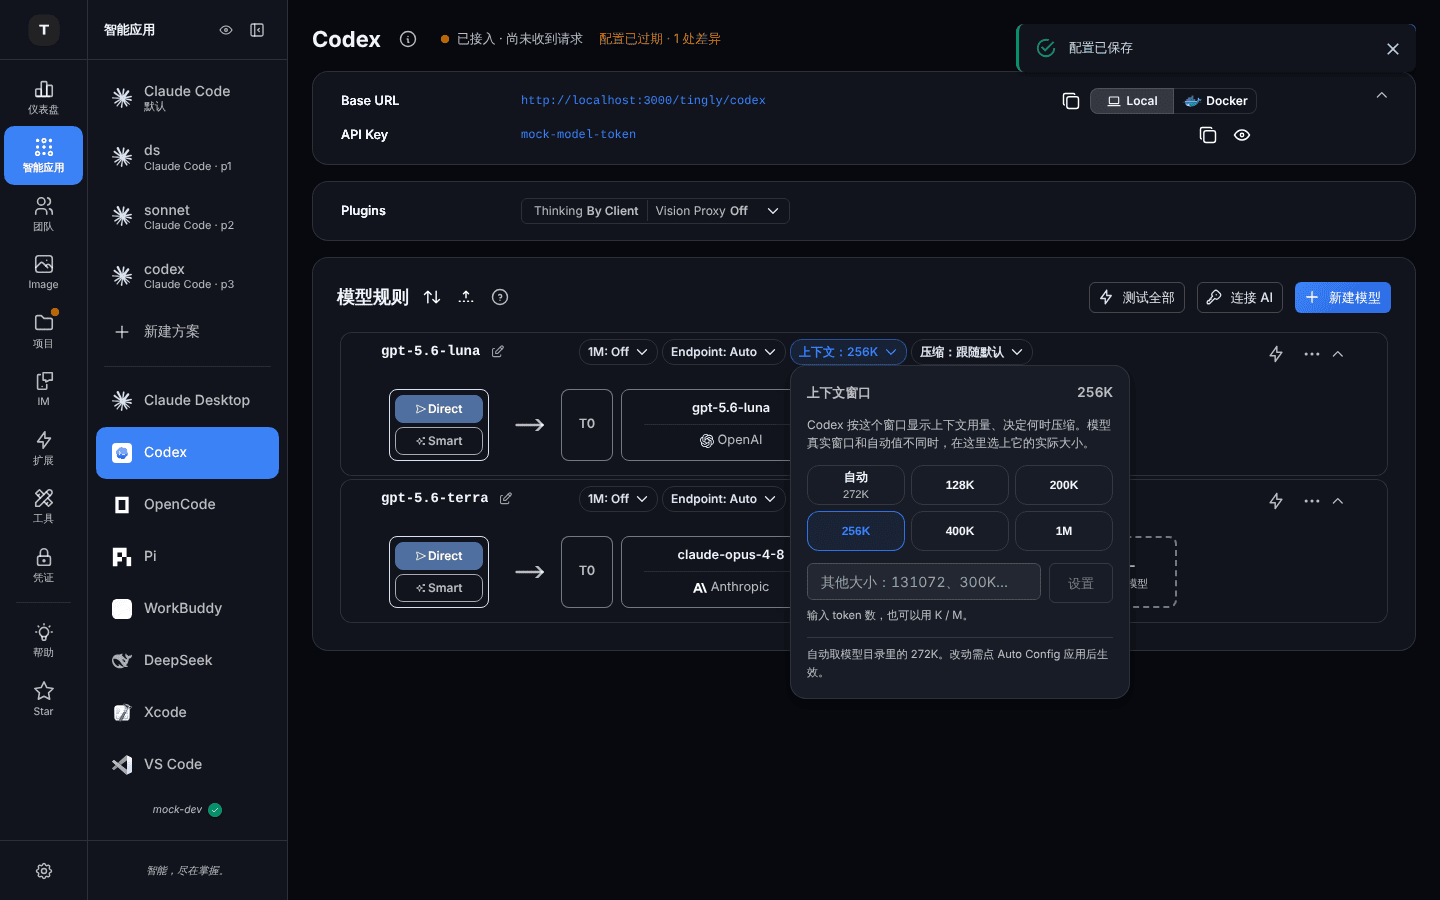 T
仪表盘
智能应用
团队
Image
项目
IM
扩展
工具
凭证
帮助
Star
智能应用
Claude Code
默认
ds
Claude Code · p1
sonnet
Claude Code · p2
codex
Claude Code · p3
新建方案
Claude Desktop
Codex
OpenCode
Pi
WorkBuddy
DeepSeek
Xcode
VS Code
mock-dev
智能，尽在掌握。
Codex
已接入 · 尚未收到请求
配置已过期 · 1 处差异
配置已保存
Base URL
http://localhost:3000/tingly/codex
Local
Docker
API Key
mock-model-token
Plugins
Thinking By Client
Vision Proxy Off
模型规则
测试全部
连接 AI
新建模型
gpt-5.6-luna
1M: Off
Endpoint: Auto
上下文：256K
压缩：跟随默认
Direct
Smart
T0
gpt-5.6-luna
OpenAI
gpt-5.6-terra
1M: Off
Endpoint: Auto
Direct
Smart
T0
claude-opus-4-8
Anthropic
模型
上下文窗口
256K
Codex 按这个窗口显示上下文用量、决定何时压缩。模型
真实窗口和自动值不同时，在这里选上它的实际大小。
自动
272K
128K
200K
256K
400K
1M
其他大小：131072、300K...
设置
输入 token 数，也可以用 K / M。
自动取模型目录里的 272K。改动需点 Auto Config 应用后生
效。